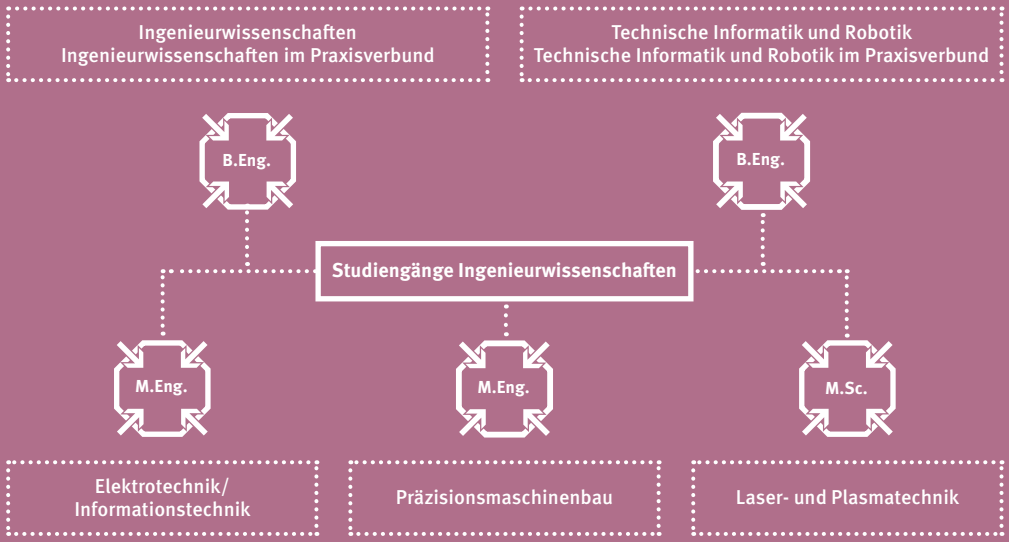 Ingenieurwissenschaften
Ingenieurwissenschaften im Praxisverbund
Technische Informatik und Robotik
Technische Informatik und Robotik im Praxisverbund
B.Eng.
B.Eng.
Studiengänge Ingenieurwissenschaften
M.Eng.
M.Eng.
M.Sc.
Elektrotechnik/
Informationstechnik
Präzisionsmaschinenbau
Laser- und Plasmatechnik